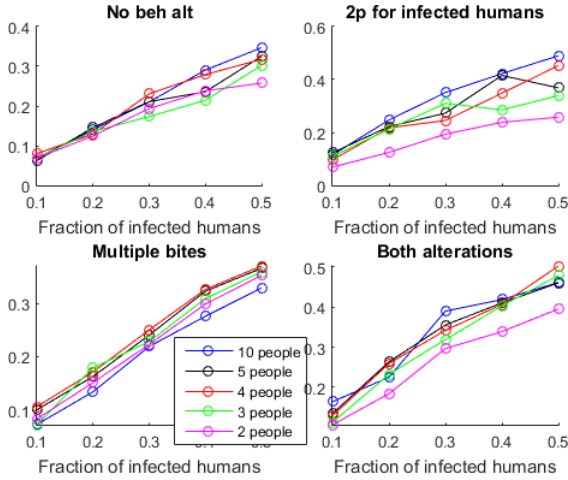 No beh alt
0.4
0.3
0.2
0.1
0
0.1 0.2 0.3 0.4 0.5
Fraction of infected humans
2p for infected humans
0.6
0.4
0.2
0
0.1 0.2 0.3 0.4 0.5
Fraction of infected humans
Multiple bites
0.3
0.2
0.1
0.1 0.2 0.3 0.4 0.5
Fraction of infected humans
10 people
5 people
4 people
3 people
2 people
Both alterations
0.5
0.4
0.3
0.2
0.1 0.2 0.3 0.4 0.5
Fraction of infected humans